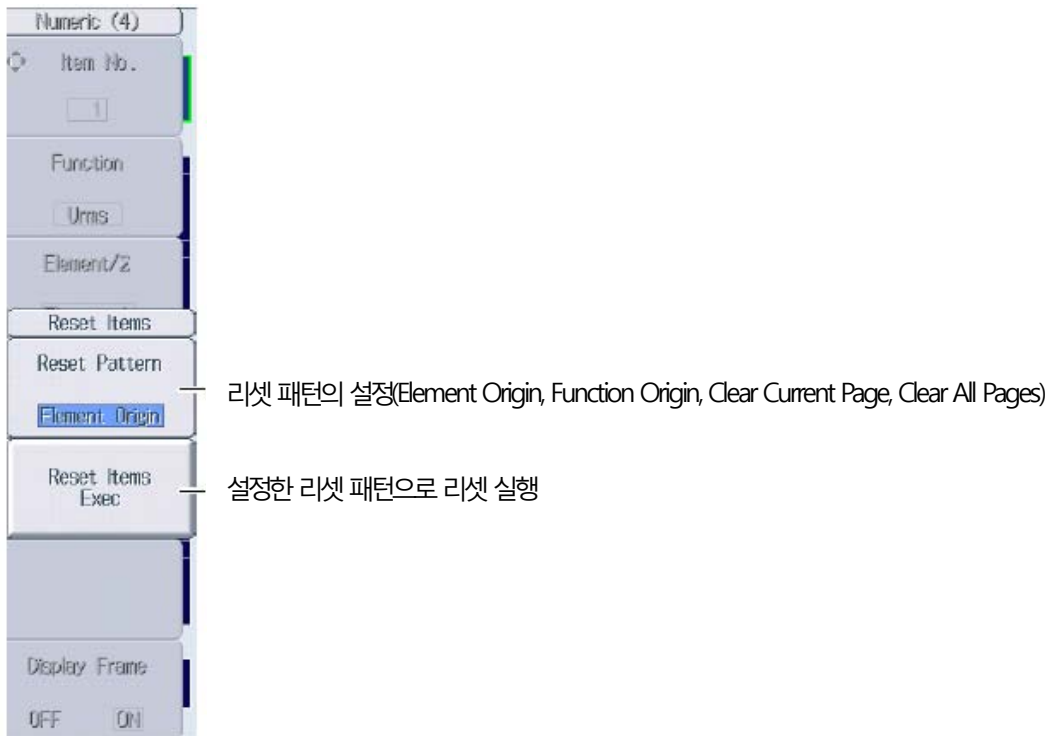 Numeric (4)
Item No.
1
Function
Urms
Element/Σ
Reset Items
Reset Pattern
Element Origin
리셋 패턴의 설정(Element Origin, Function Origin, Clear Current Page, Clear All Pages)
Reset Items
Exec
설정한 리셋 패턴으로 리셋 실행
Display Frame
OFF ON